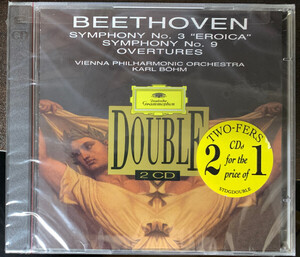 BEETHOVEN
SYMPHONY No. 3 "EROICA"
SYMPHONY No. 9
OVERTURES
VIENNA PHILHARMONIC ORCHESTRA
KARL BÖHM
Deutsche
Grammophon
DOUBLE
2 CD
TWO-FERS
2 CDs for the price of 1
STDGDOUBLE